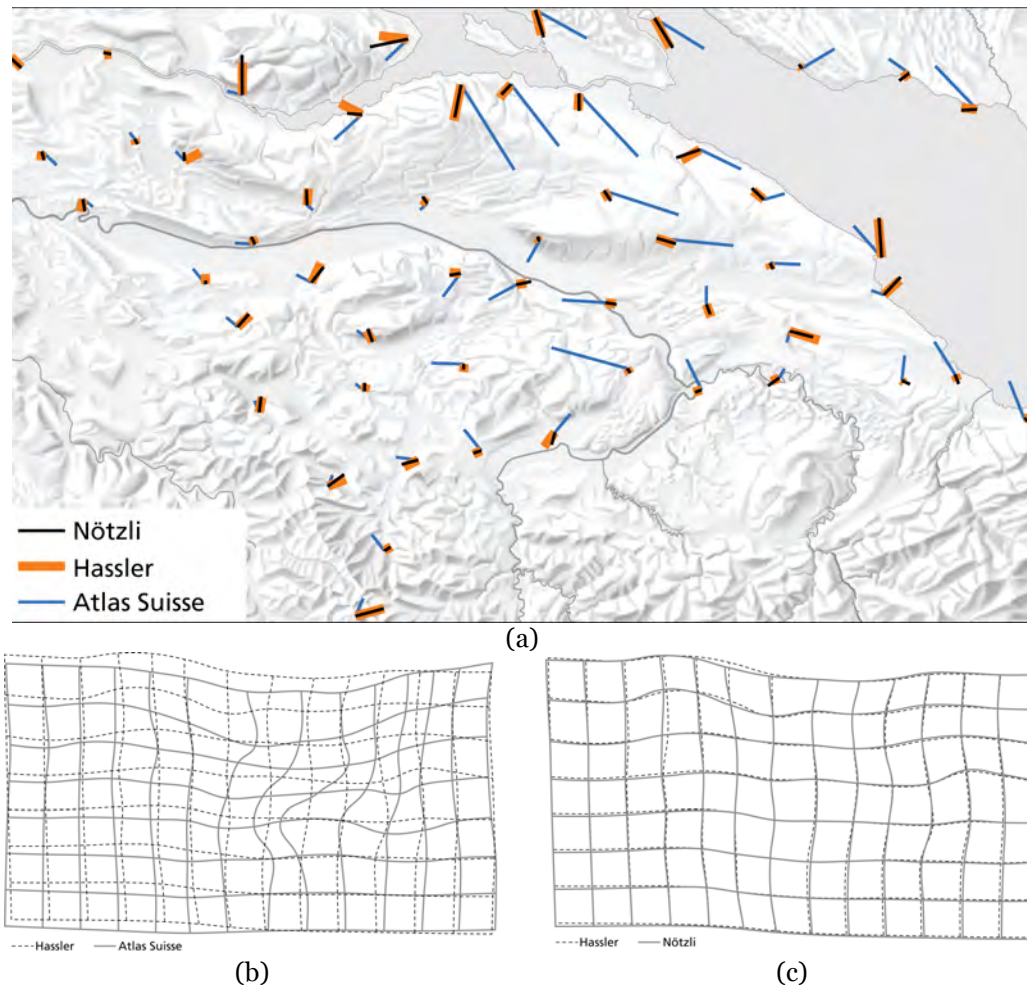 Nötzli
Hassler
Atlas Suisse
(a)
Hassler Atlas Suisse
Hassler Nötzli
(b)
(c)